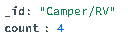 _id: "Camper/RV"
count : 4